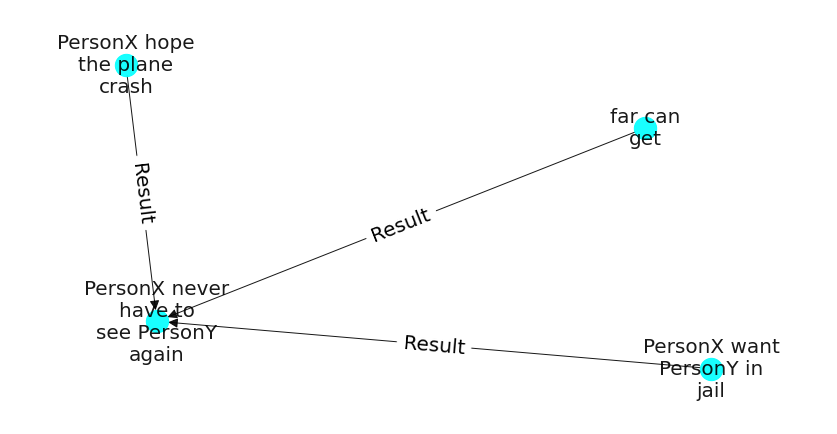 PersonX hope
the plane
crash
far can
get
Result
Result
PersonX never
have to
see PersonY
again
Result
PersonX want
PersonY in
jail